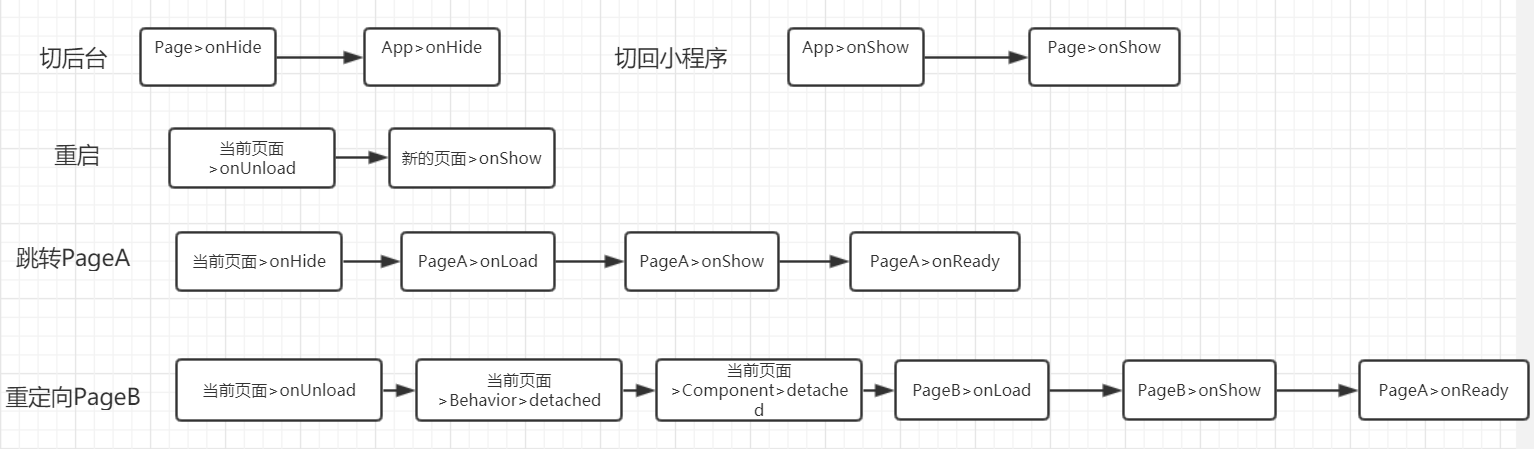 切后台
Page>onHide
App>onHide
切回小程序
App>onShow
Page>onShow
重启
当前页面
>onUnload
新的页面>onShow
跳转PageA
当前页面>onHide
PageA>onLoad
PageA>onShow
PageA>onReady
重定向PageB
当前页面>onUnload
当前页面
>Behavior>detached
当前页面
>Component>detache
d
PageB>onLoad
PageB>onShow
PageA>onReady